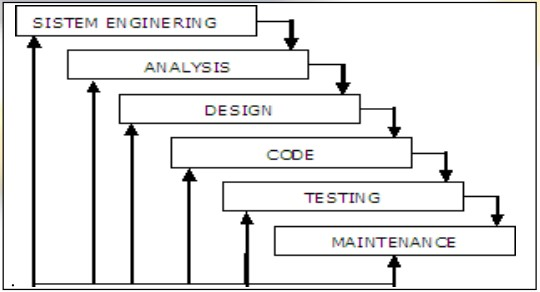 SISTEM ENGINERING
ANALYSIS
DESIGN
CODE
TESTING
MAINTENANCE